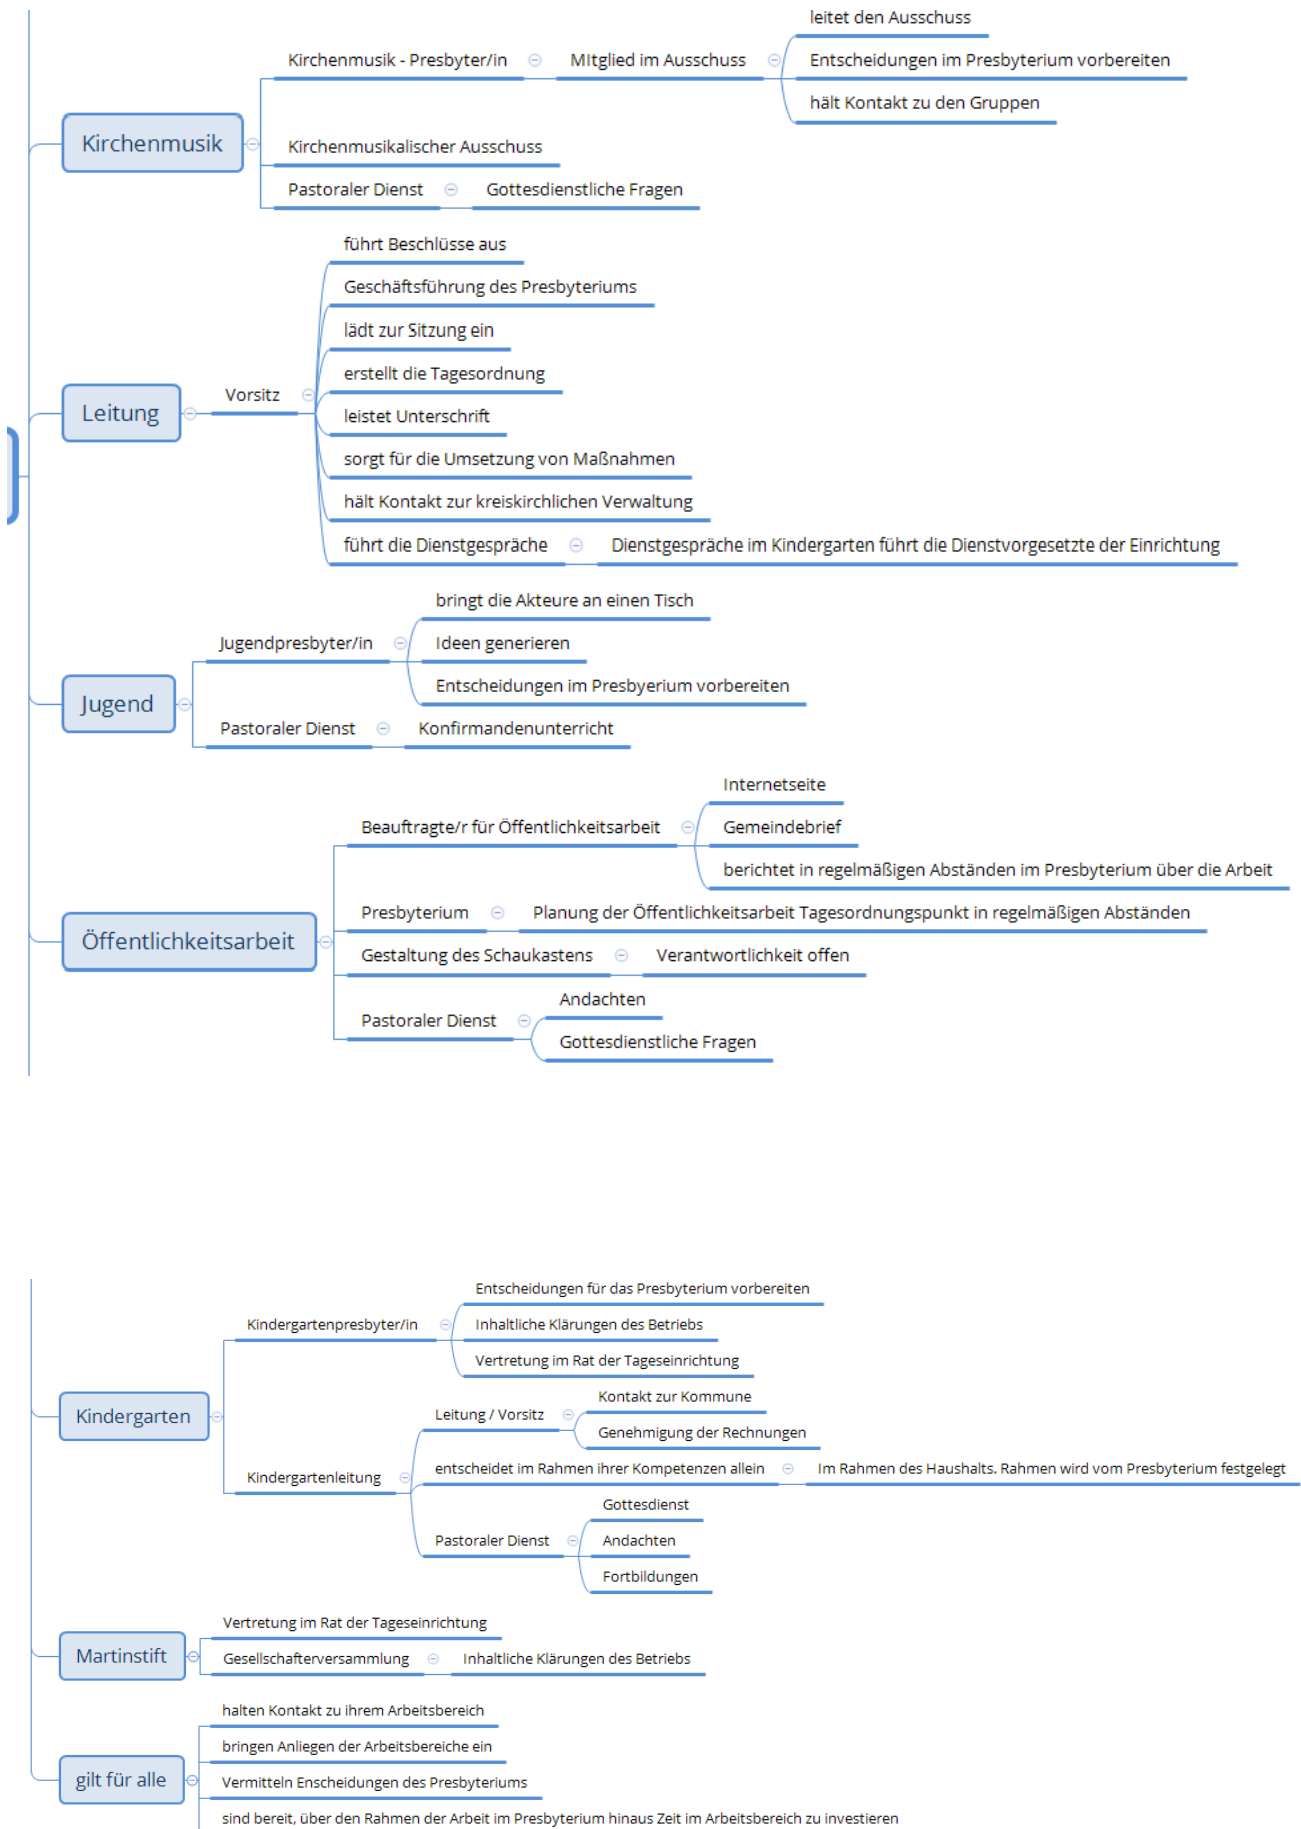 Kirchenmusik
Kirchenmusik - Presbyter/in
MItglied im Ausschuss
leitet den Ausschuss
Entscheidungen im Presbyterium vorbereiten
hält Kontakt zu den Gruppen
Kirchenmusikalischer Ausschuss
Pastoraler Dienst
Gottesdienstliche Fragen
Leitung
Vorsitz
führt Beschlüsse aus
Geschäftsführung des Presbyteriums
lädt zur Sitzung ein
erstellt die Tagesordnung
leistet Unterschrift
sorgt für die Umsetzung von Maßnahmen
hält Kontakt zur kreiskirchlichen Verwaltung
führt die Dienstgespräche
Dienstgespräche im Kindergarten führt die Dienstvorgesetzte der Einrichtung
Jugend
Jugendpresbyter/in
bringt die Akteure an einen Tisch
Ideen generieren
Entscheidungen im Presbyerium vorbereiten
Pastoraler Dienst
Konfirmandenunterricht
Öffentlichkeitsarbeit
Beauftragte/r für Öffentlichkeitsarbeit
Internetseite
Gemeindebrief
berichtet in regelmäßigen Abständen im Presbyterium über die Arbeit
Presbyterium
Planung der Öffentlichkeitsarbeit Tagesordnungspunkt in regelmäßigen Abständen
Gestaltung des Schaukastens
Verantwortlichkeit offen
Pastoraler Dienst
Andachten
Gottesdienstliche Fragen
Kindergarten
Kindergartenpresbyter/in
Entscheidungen für das Presbyterium vorbereiten
Inhaltliche Klärungen des Betriebs
Vertretung im Rat der Tageseinrichtung
Kindergartenleitung
Leitung / Vorsitz
Kontakt zur Kommune
Genehmigung der Rechnungen
entscheidet im Rahmen ihrer Kompetenzen allein
Im Rahmen des Haushalts. Rahmen wird vom Presbyterium festgelegt
Pastoraler Dienst
Gottesdienst
Andachten
Fortbildungen
Martinstift
Vertretung im Rat der Tageseinrichtung
Gesellschafterversammlung
Inhaltliche Klärungen des Betriebs
gilt für alle
halten Kontakt zu ihrem Arbeitsbereich
bringen Anliegen der Arbeitsbereiche ein
Vermitteln Enscheidungen des Presbyteriums
sind bereit, über den Rahmen der Arbeit im Presbyterium hinaus Zeit im Arbeitsbereich zu investieren